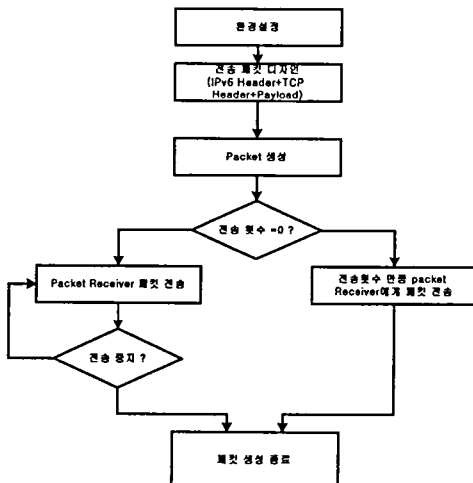 환경설정
전송 패킷 디자인
(IPv6 Header+TCP
Header+Payload)
Packet 생성
전송 횟수 =0 ?
Packet Receiver 패킷 전송
전송횟수 만큼 packet
Receiver에게 패킷 전송
전송 중지 ?
패킷 생성 종료